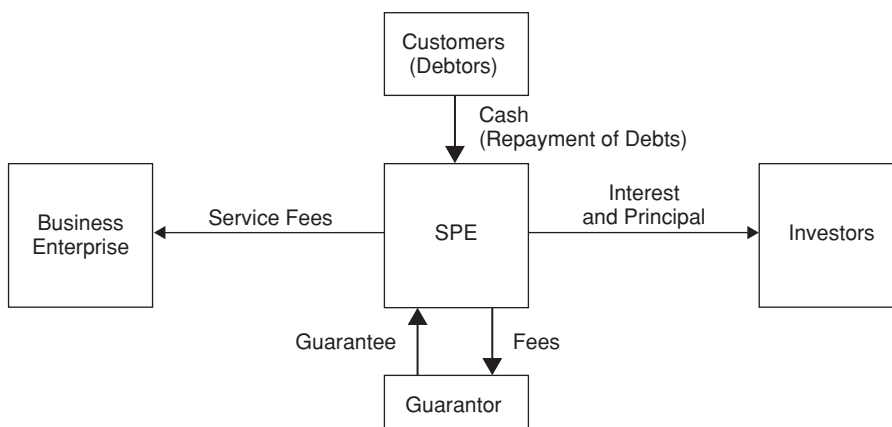 Customers
(Debtors)
Cash
(Repayment of Debts)
Business
Enterprise
Service Fees
SPE
Interest
and Principal
Investors
Guarantee
Fees
Guarantor